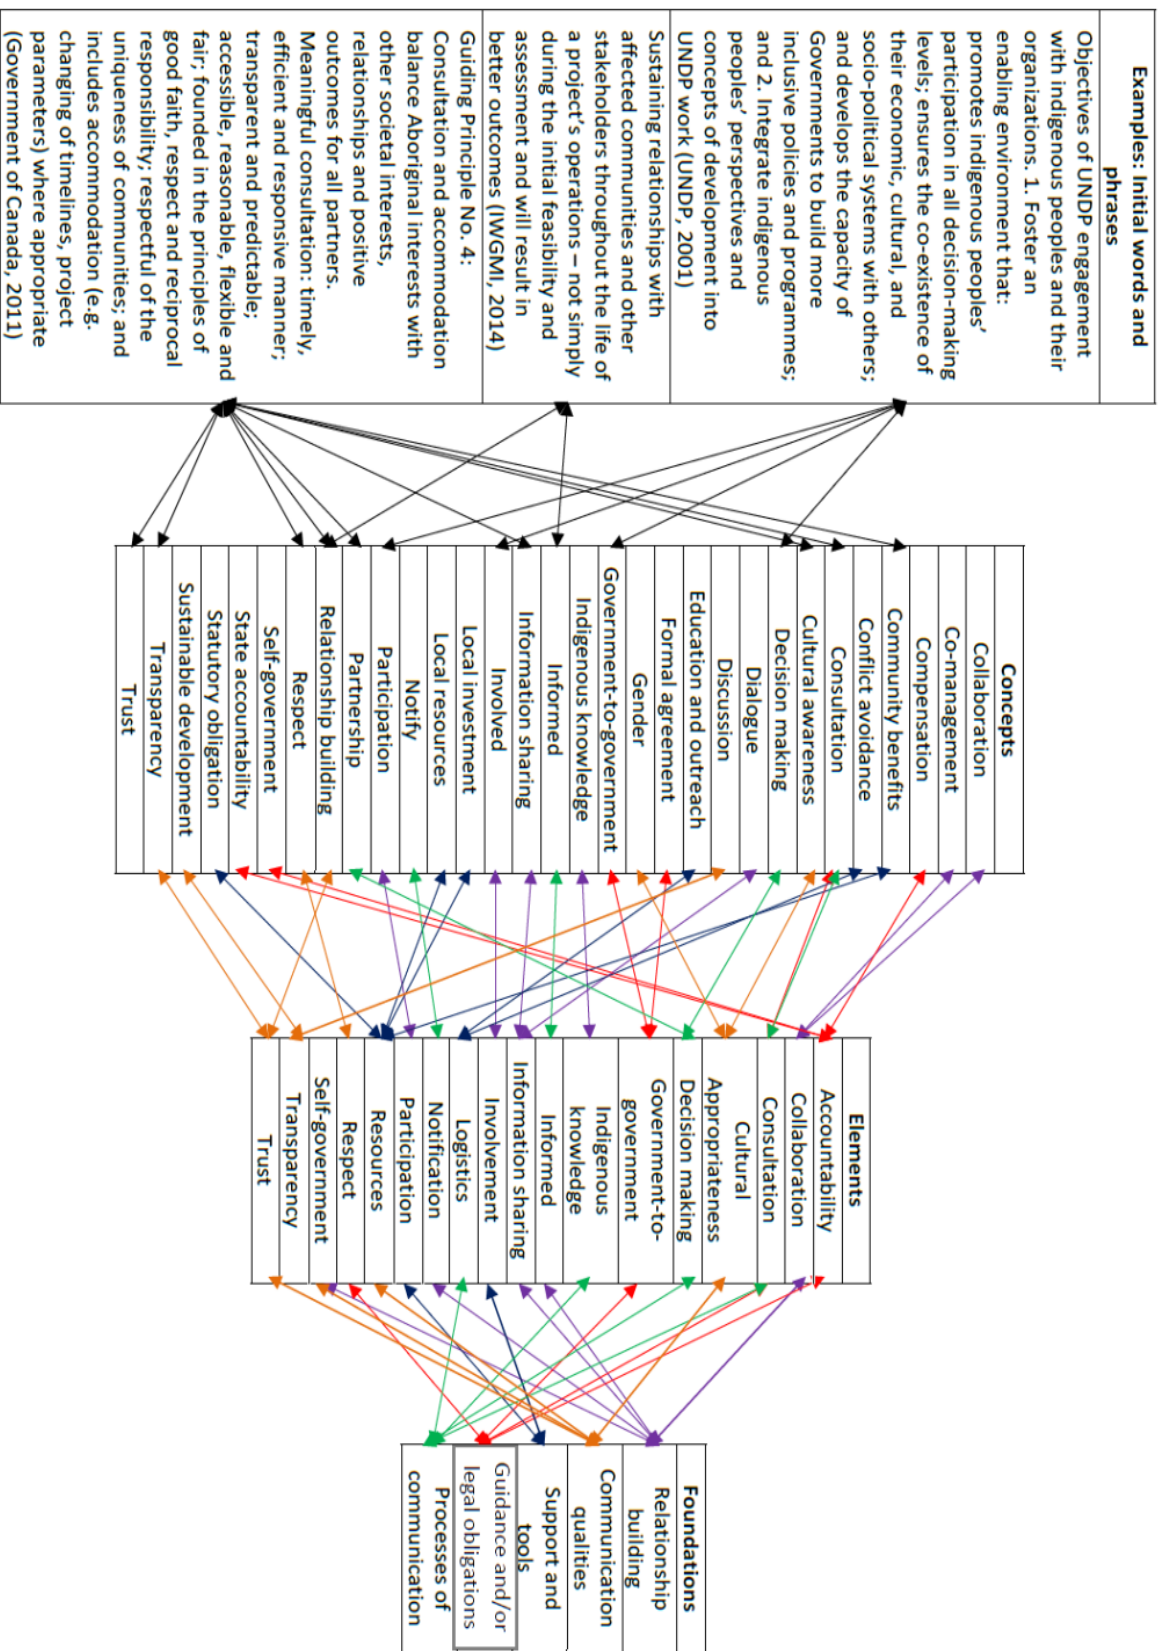 Examples: Initial words and
phrases
Objectives of UNDP engagement
with indigenous peoples and their
organizations. 1. Foster an
enabling environment that:
promotes indigenous peoples'
participation in all decision-making
levels; ensures the co-existence of
their economic, cultural, and
socio-political systems with others;
and develops the capacity of
Governments to build more
inclusive policies and programmes;
and 2. Integrate indigenous
peoples' perspectives and
concepts of development into
UNDP work (UNDP, 2001)
Sustaining relationships with
affected communities and other
stakeholders throughout the life of
a project's operations – not simply
during the initial feasibility and
assessment and will result in
better outcomes (IWGMI, 2014)
Guiding Principle No. 4:
Consultation and accommodation
balance Aboriginal interests with
other societal interests,
relationships and positive
outcomes for all partners.
Meaningful consultation: timely,
efficient and responsive manner;
transparent and predictable;
accessible, reasonable, flexible and
fair; founded in the principles of
good faith, respect and reciprocal
responsibility; respectful of the
uniqueness of communities; and
includes accommodation (e.g.
changing of timelines, project
parameters) where appropriate
(Government of Canada, 2011)
Concepts
Collaboration
Co-management
Compensation
Community benefits
Conflict avoidance
Consultation
Cultural awareness
Decision making
Dialogue
Discussion
Education and outreach
Formal agreement
Gender
Government-to-government
Indigenous knowledge
Informed
Information sharing
Involved
Local investment
Local resources
Notify
Participation
Partnership
Relationship building
Respect
Self-government
State accountability
Statutory obligation
Sustainable development
Transparency
Trust
Elements
Accountability
Collaboration
Consultation
Cultural
Appropriateness
Decision making
Government-to-
government
Indigenous
knowledge
Informed
Information sharing
Involvement
Logistics
Notification
Participation
Resources
Respect
Self-government
Transparency
Trust
Foundations
Relationship
building
Communication
qualities
Support and
tools
Guidance and/or
legal obligations
Processes of
communication